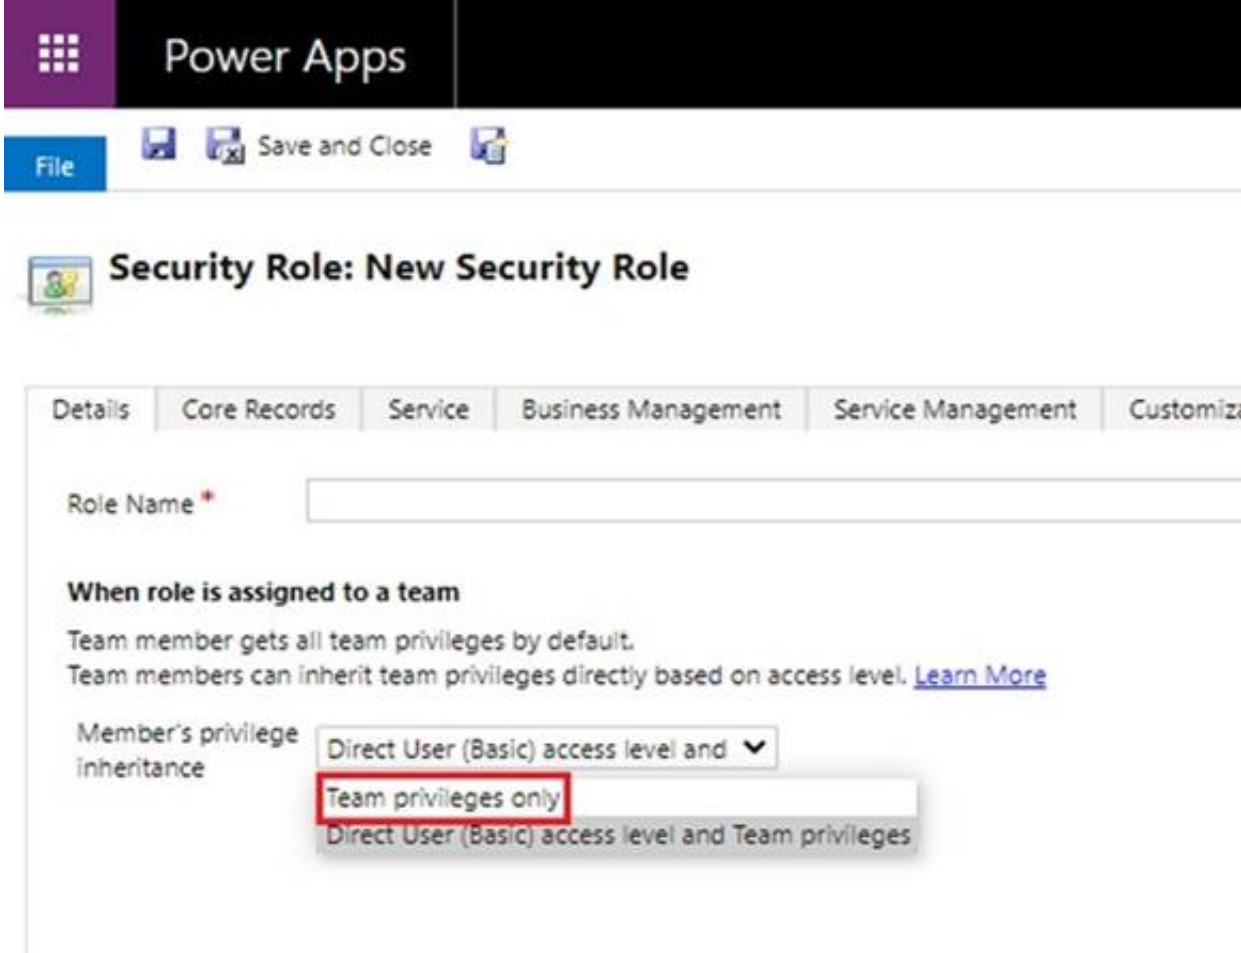 Power Apps
File
Save and Close
Security Role: New Security Role
Details Core Records Service Business Management Service Management Customiza
Role Name *
When role is assigned to a team
Team member gets all team privileges by default.
Team members can inherit team privileges directly based on access level. Learn More
Member's privilege
inheritance
Direct User (Basic) access level and
Team privileges only
Direct User (Basic) access level and Team privileges